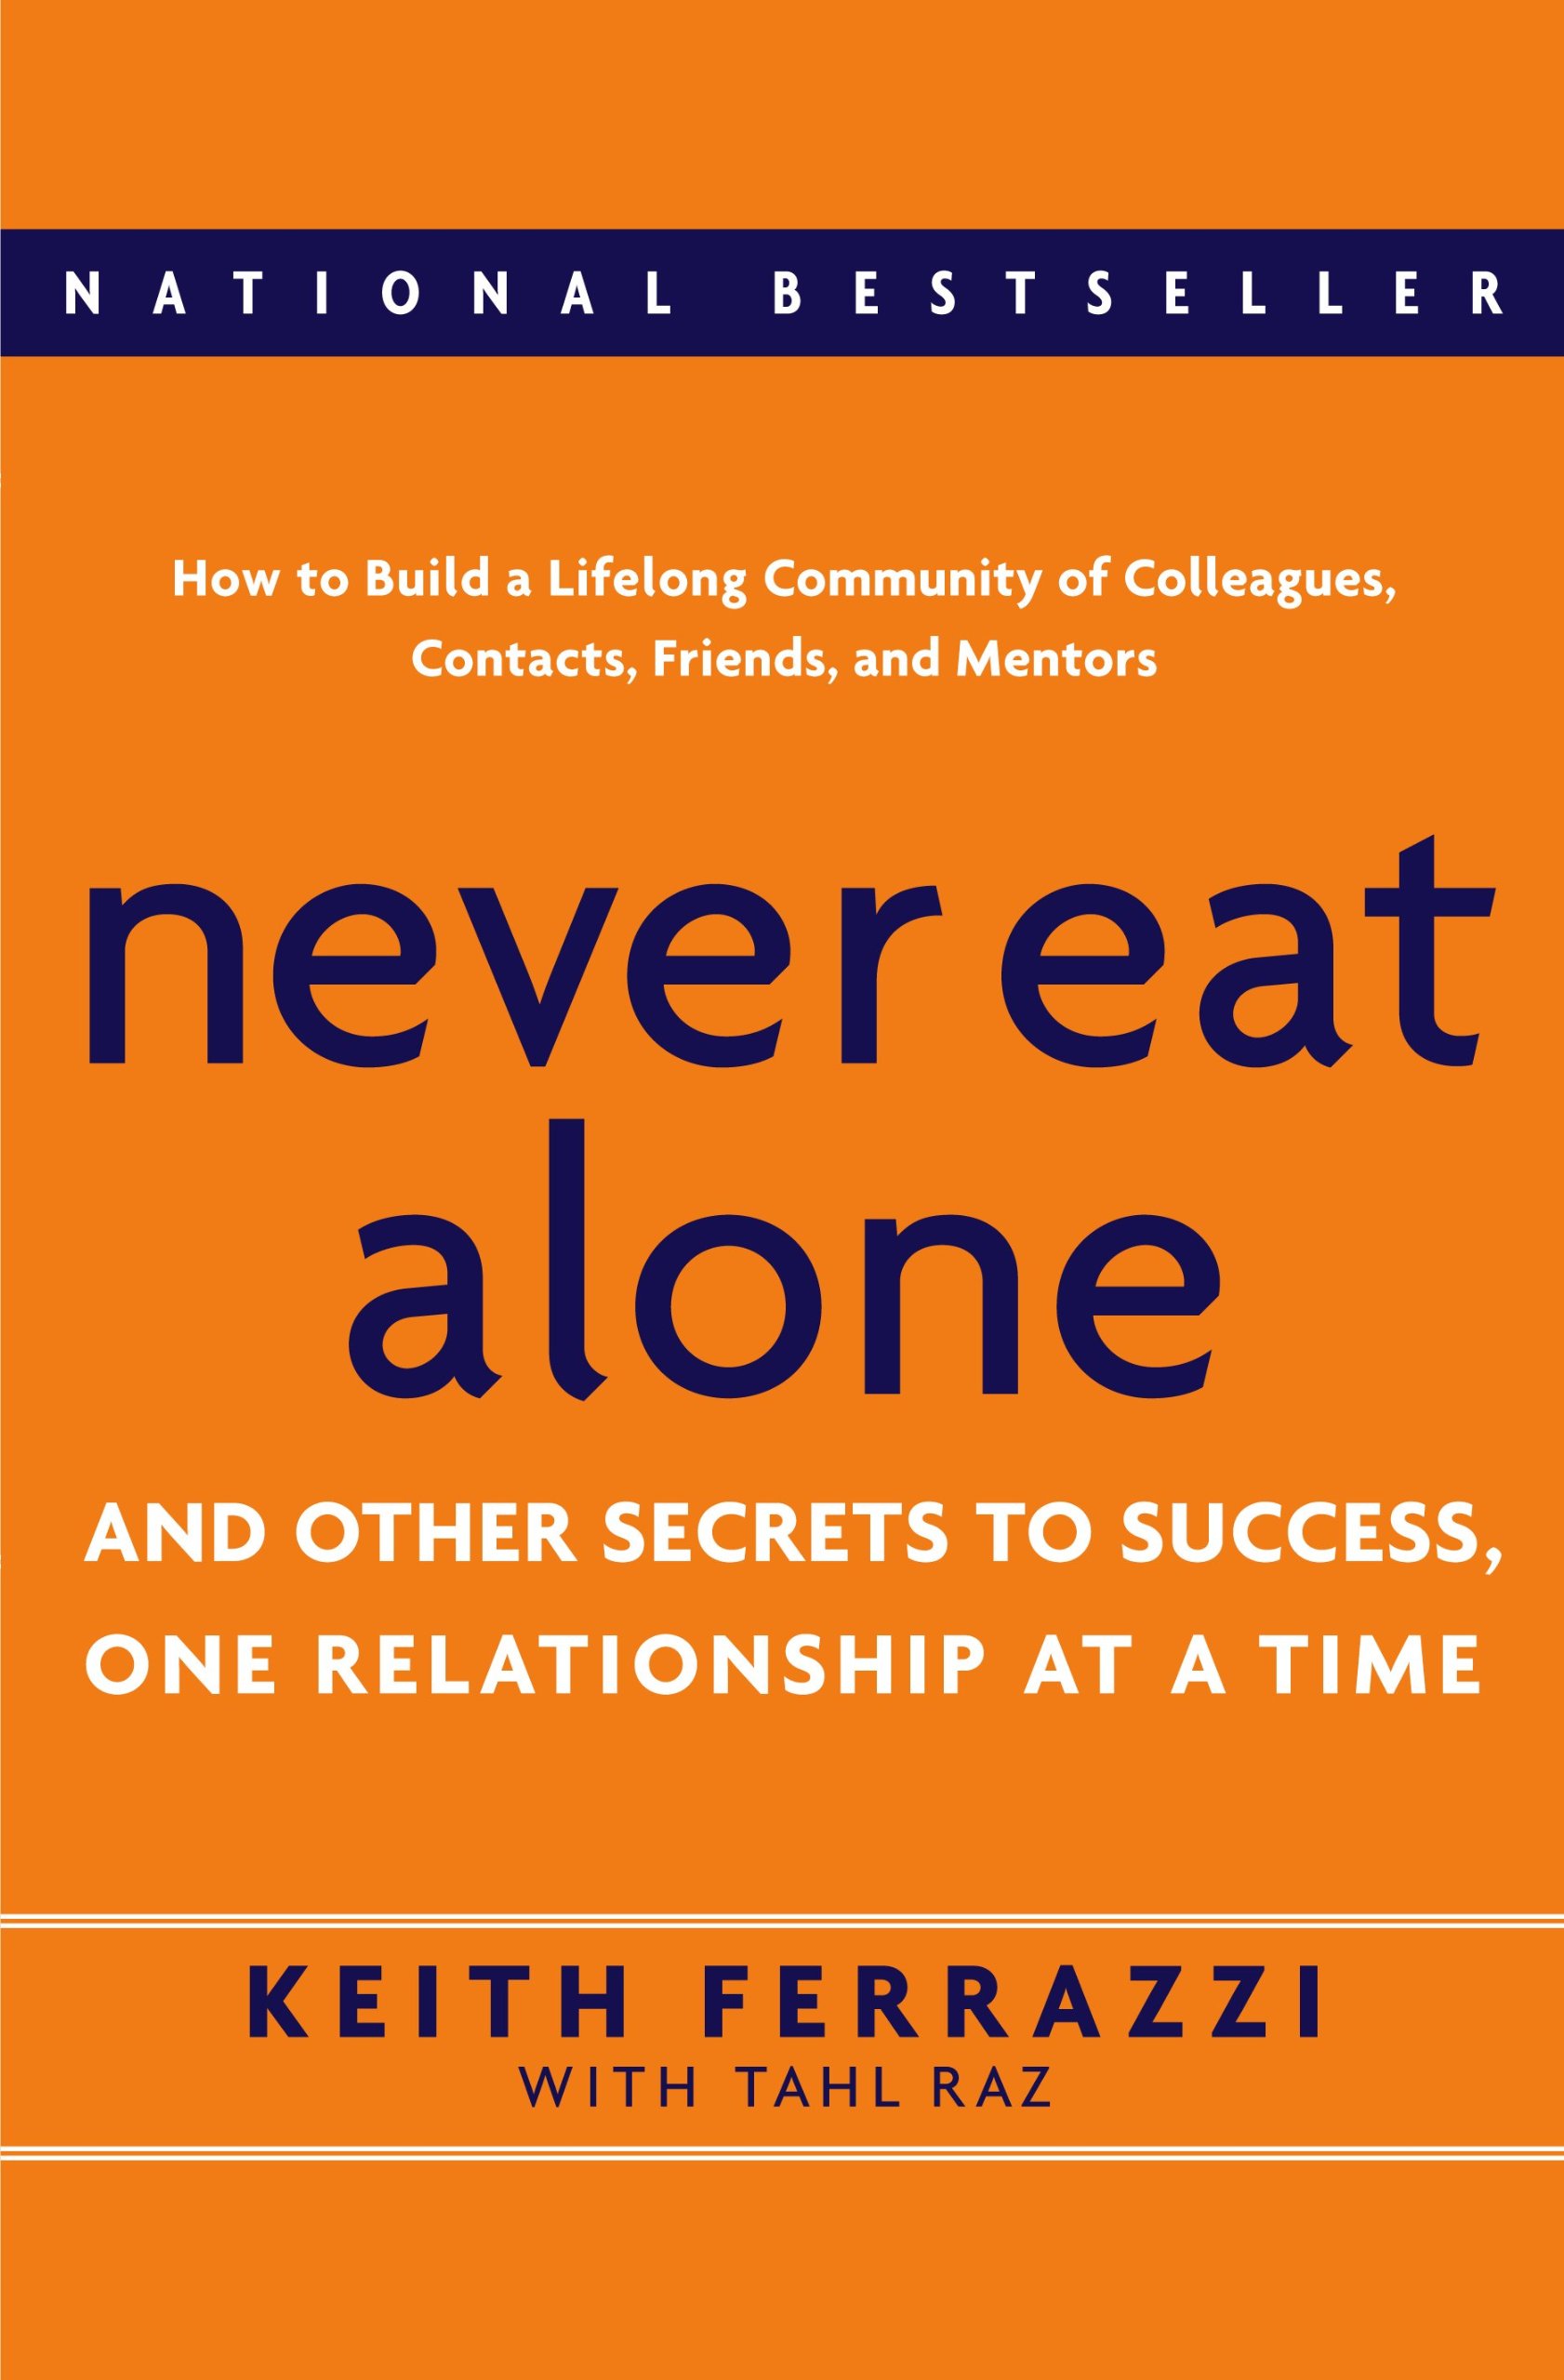 NATIONAL BESTSELLER
How to Build a Lifelong Community of Colleagues,
Contacts, Friends, and Mentors
never eat
alone
AND OTHER SECRETS TO SUCCESS,
ONE RELATIONSHIP AT A TIME
KEITH FERRAZZI
WITH TAHL RAZ